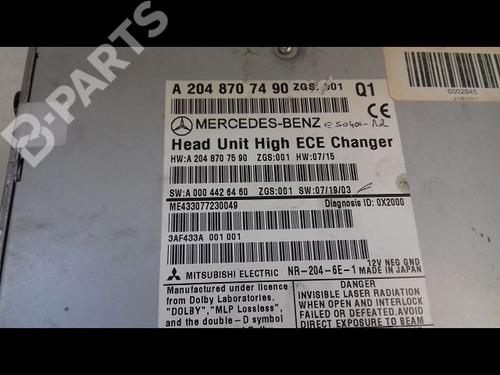 B-PARTS
A 204 870 74 90 ZGS: 001 Q1
6002845
MERCEDES-BENZ
CE
Head Unit High ECE Changer
HW:A 204 870 75 90 ZGS:001 HW:07/15
SW:A 000 442 64 60 ZGS:001 SW:07/19/03
ME433077230049 Diagnosis ID: 0X2000
3AF433A 001 001
12V NEG GND
MITSUBISHI ELECTRIC NR-204-6E-1 MADE IN JAPAN
Manufactured under licence
from Dolby Laboratories.
"DOLBY", "MLP Lossless",
and the double-D symbol
DANGER
INVISIBLE LASER RADIATION
WHEN OPEN AND INTERLOCK
FAILED OR DEFEATED. AVOID
DIRECT EXPOSURE TO BEAM